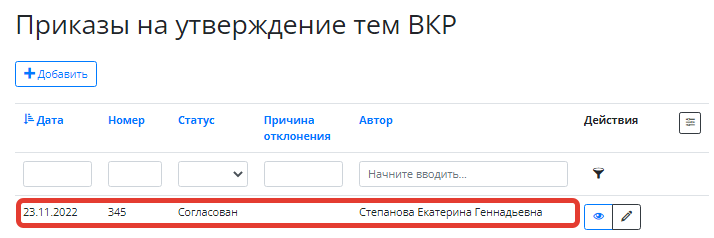 Приказы на утверждение тем ВКР
Добавить
Дата Номер Статус Причина отклонения Автор Действия
Начните вводить...
23.11.2022 345 Согласован Степанова Екатерина Геннадьевна